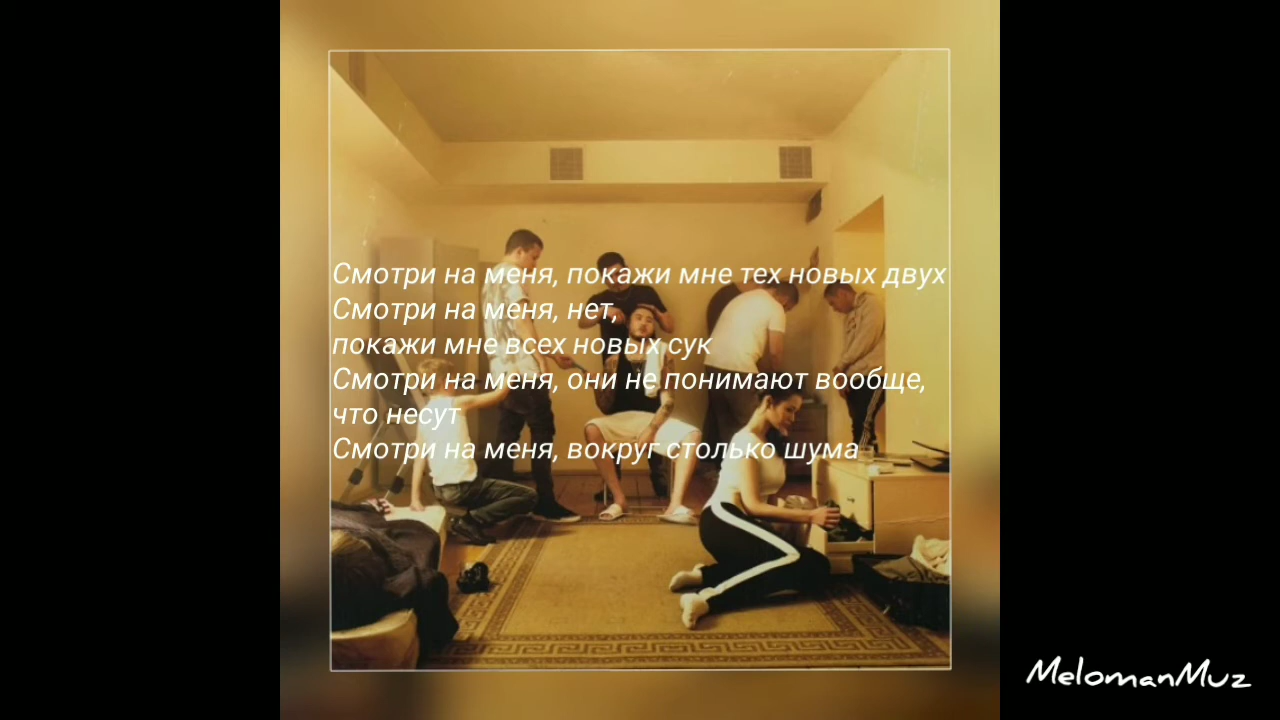 Смотри на меня, покажи мне тех новых двух
Смотри на меня, нет,
покажи мне всех новых сук
Смотри на меня, они не понимают вообще,
что несут
Смотри на меня, вокруг столько шума
MelomanMuz